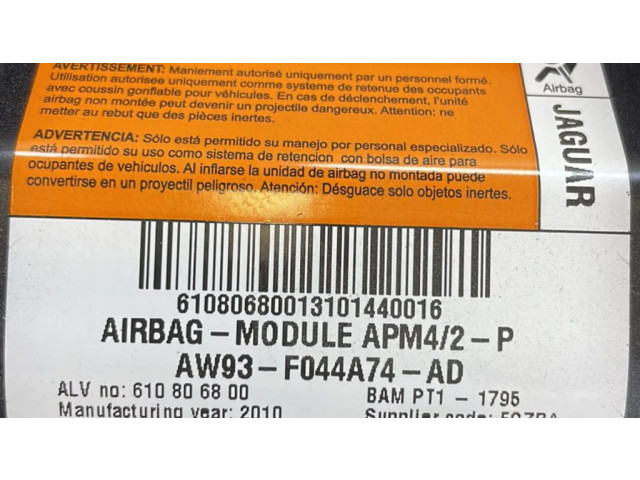 AVERTISSEMENT: Maniement autorisé uniquement par un personnel formé.
Utilisation autorisee uniquement comme système de retenue des occupants
avec coussin gonflable pour véhicules. En cas de déclenchement, l'unité
airbag non montée peut devenir un projectile dangereux. Attention: ne
metter au rebut que des pièces inertes.
ADVERTENCIA: Sólo está permitido su manejo por personal especializado. Sólo
está permitido su uso como sistema de retención con bolsa de aire para
ocupantes de vehiculos. Al inflarse la unidad de airbag no montada puede
convertirse en un proyectil peligroso. Atención: Désguace solo objetos inertes.
Airbag
JAGUAR
61080680013101440016
AIRBAG-MODULE APM4/2-P
AW93-F044A74-AD
ALV no: 610 80 68 00
BAM PT1 - 1795
Manufacturing year: 2010
Supplier code: